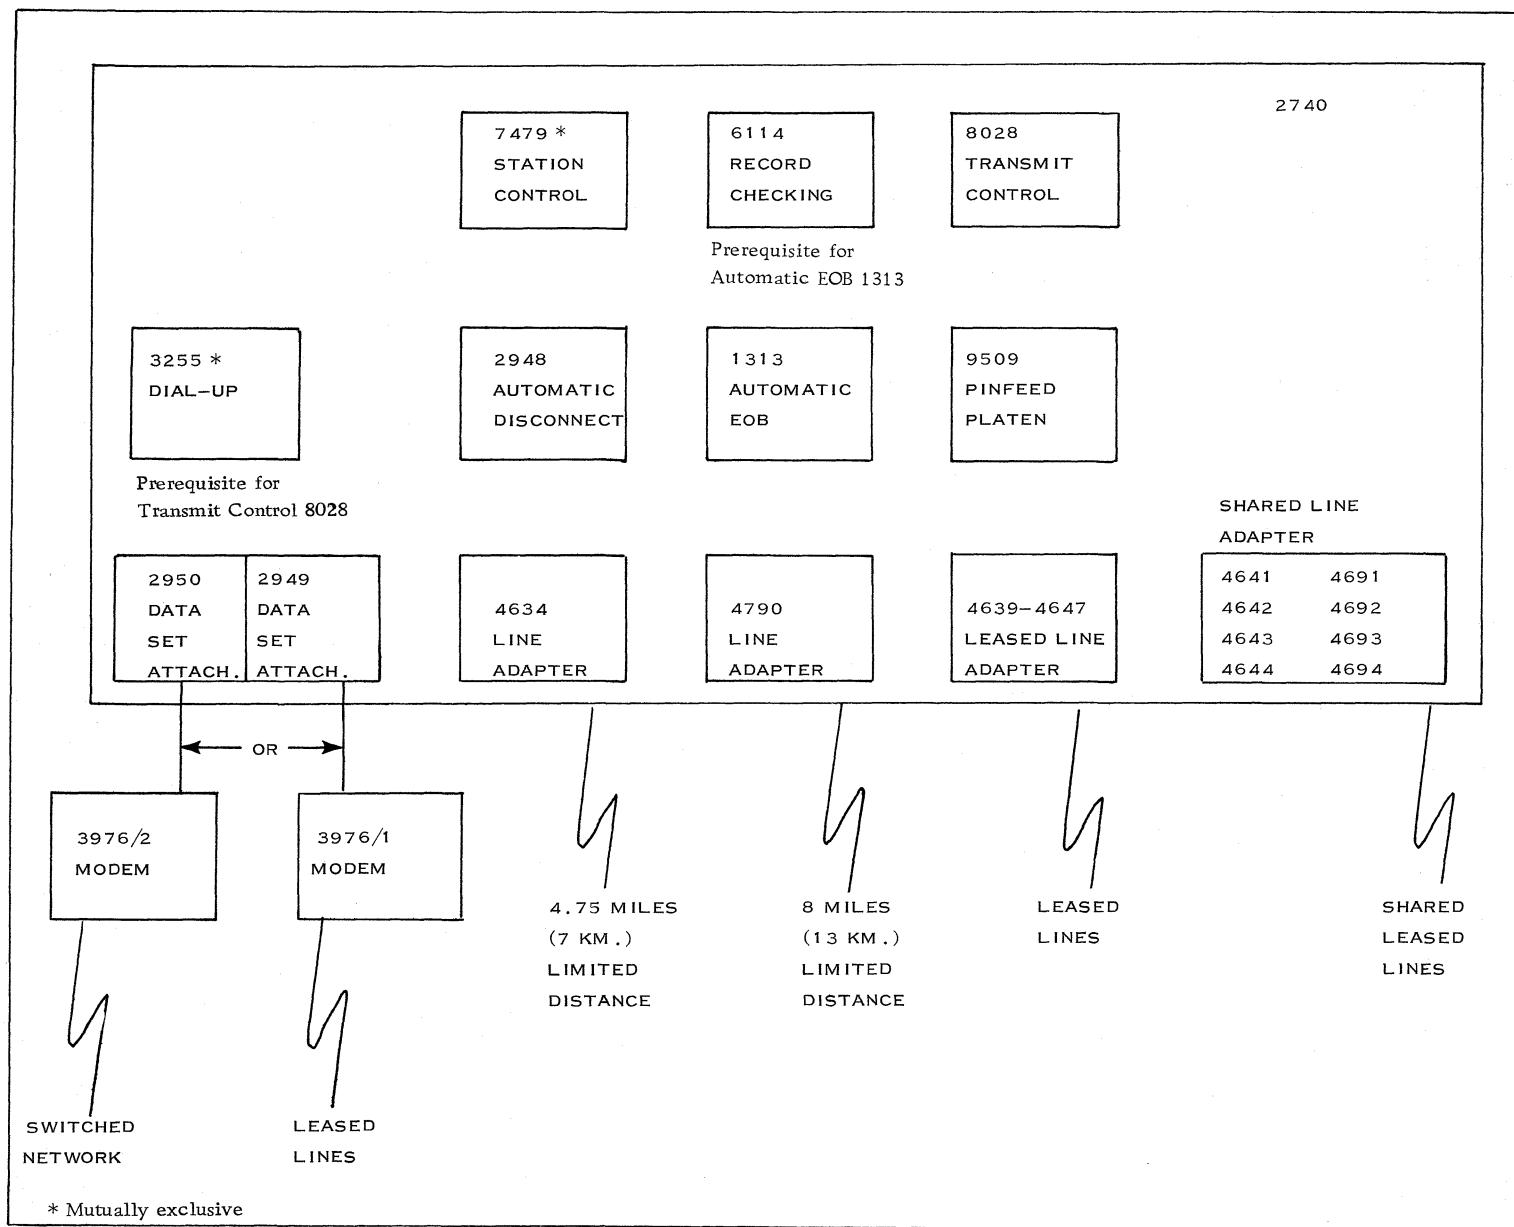 2740
7479 *
STATION
CONTROL
6114
RECORD
CHECKING
8028
TRANSMIT
CONTROL
Prerequisite for
Automatic EOB 1313
3255 *
DIAL-UP
2948
AUTOMATIC
DISCONNECT
1313
AUTOMATIC
EOB
9509
PINFEED
PLATEN
Prerequisite for
Transmit Control 8028
SHARED LINE
ADAPTER
2950
DATA
SET
ATTACH.
2949
DATA
SET
ATTACH.
4634
LINE
ADAPTER
4790
LINE
ADAPTER
4639-4647
LEASED LINE
ADAPTER
4641 4691
4642 4692
4643 4693
4644 4694
OR
3976/2
MODEM
3976/1
MODEM
4.75 MILES
(7 KM.)
LIMITED
DISTANCE
8 MILES
(13 KM.)
LIMITED
DISTANCE
LEASED
LINES
SHARED
LEASED
LINES
SWITCHED
NETWORK
LEASED
LINES
* Mutually exclusive